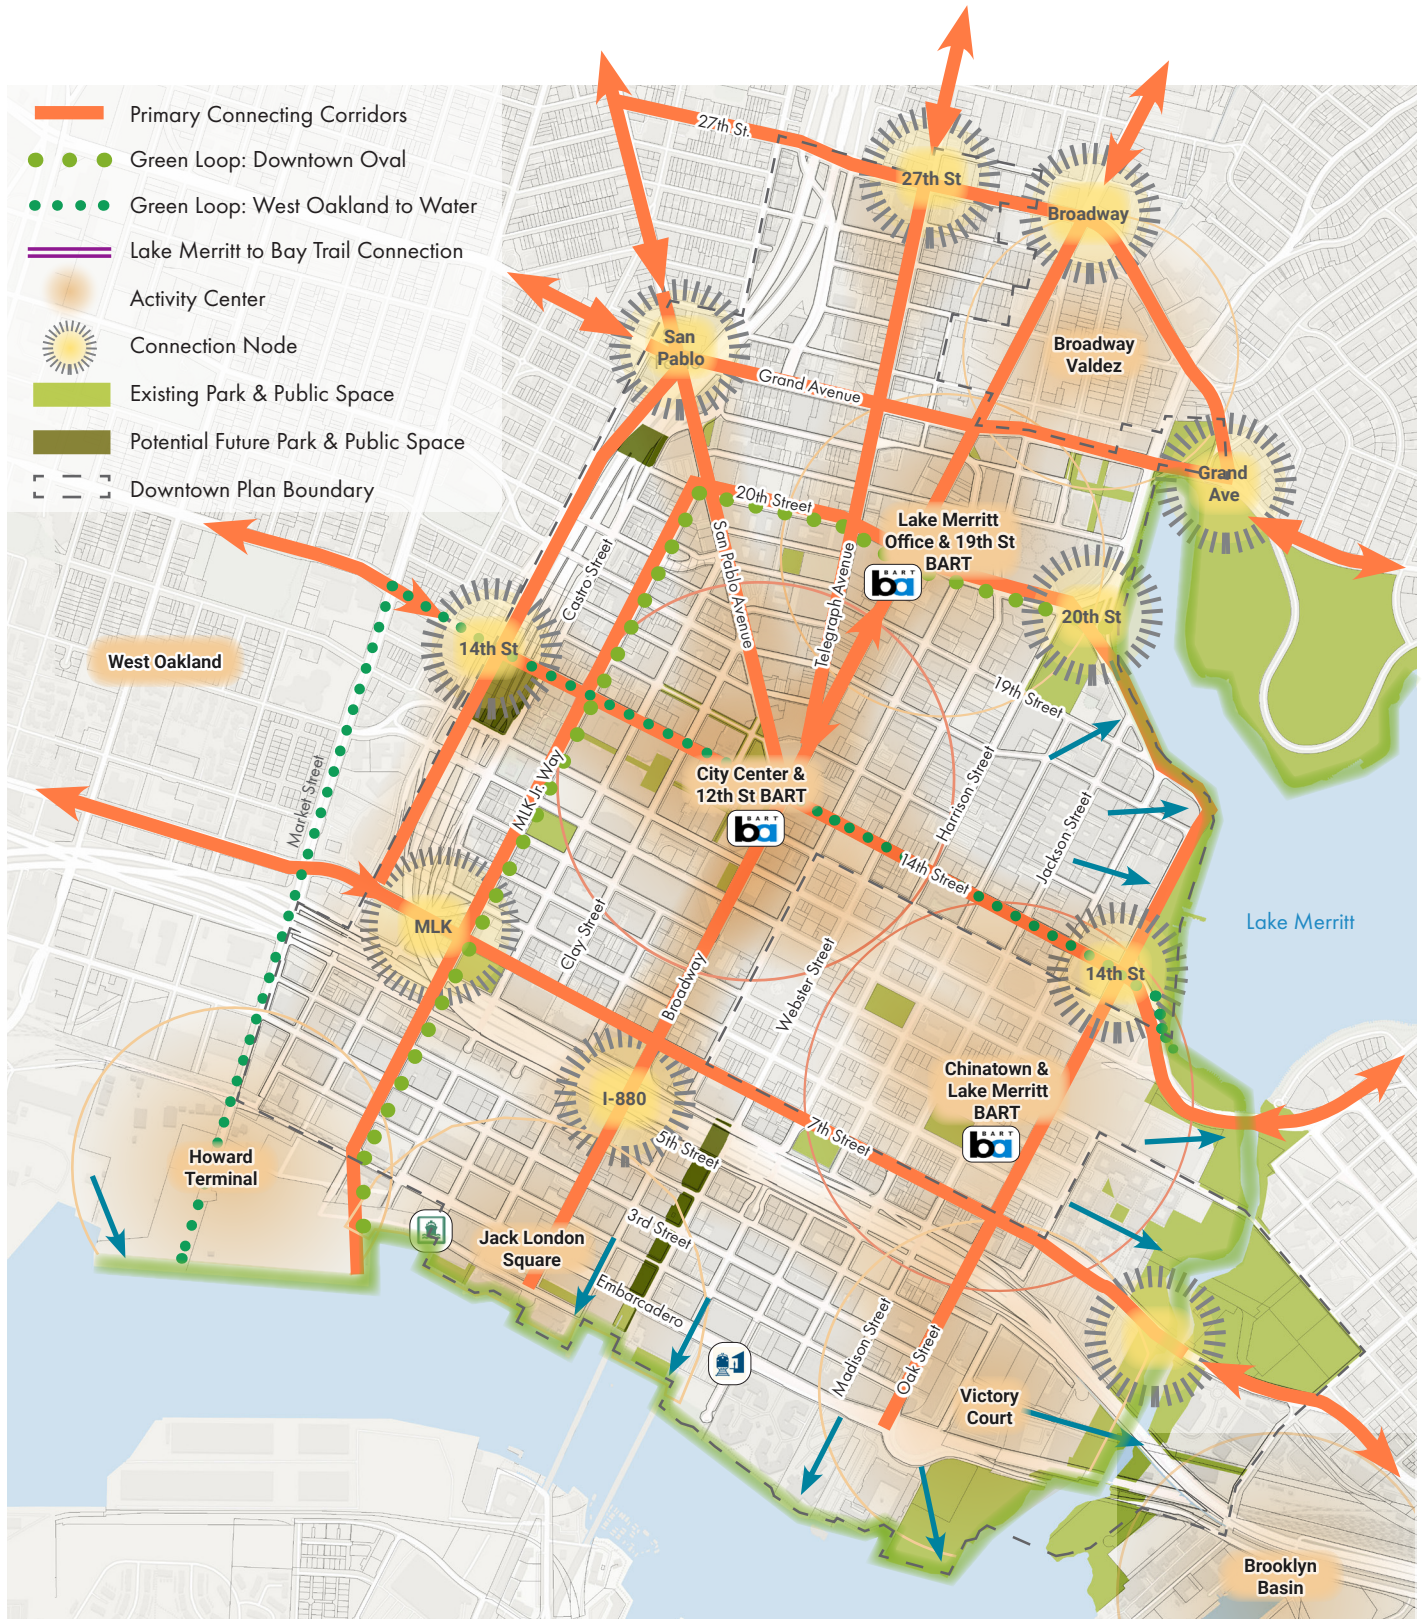 Primary Connecting Corridors
Green Loop: Downtown Oval
Green Loop: West Oakland to Water
Lake Merritt to Bay Trail Connection
Activity Center
Connection Node
Existing Park & Public Space
Potential Future Park & Public Space
Downtown Plan Boundary
27th St.
27th St
Broadway
San
Pablo
Broadway
Valdez
Grand Avenue
Grand
Ave
20th Street
Lake Merritt
Office & 19th St
BART
BART
ba
San Pablo Avenue
Telegraph Avenue
Castro Street
20th St
14th St
West Oakland
19th Street
Market Street
MLK Jr. Way
City Center &
12th St BART
BART
ba
Harrison Street
Jackson Street
14th Street
Lake Merritt
MLK
Clay Street
Broadway
Webster Street
14th St
I-880
Chinatown &
Lake Merritt
BART
BART
ba
7th Street
5th Street
Howard
Terminal
3rd Street
Jack London
Square
Embarcadero
Madison Street
Oak Street
Victory
Court
Brooklyn
Basin